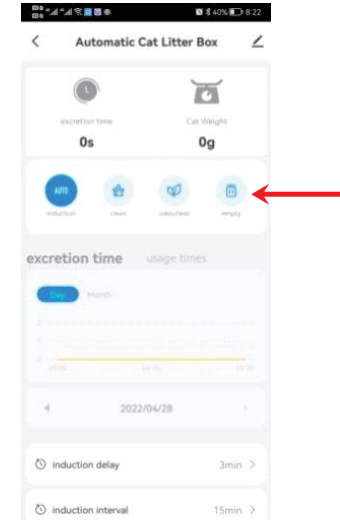 40% 8:22
Automatic Cat Litter Box
excretion time Cat Weight
0s 0g
AUTO
induction clean odourless empty
excretion time usage times
Day Month
2022/04/28
induction delay 3min
induction interval 15min